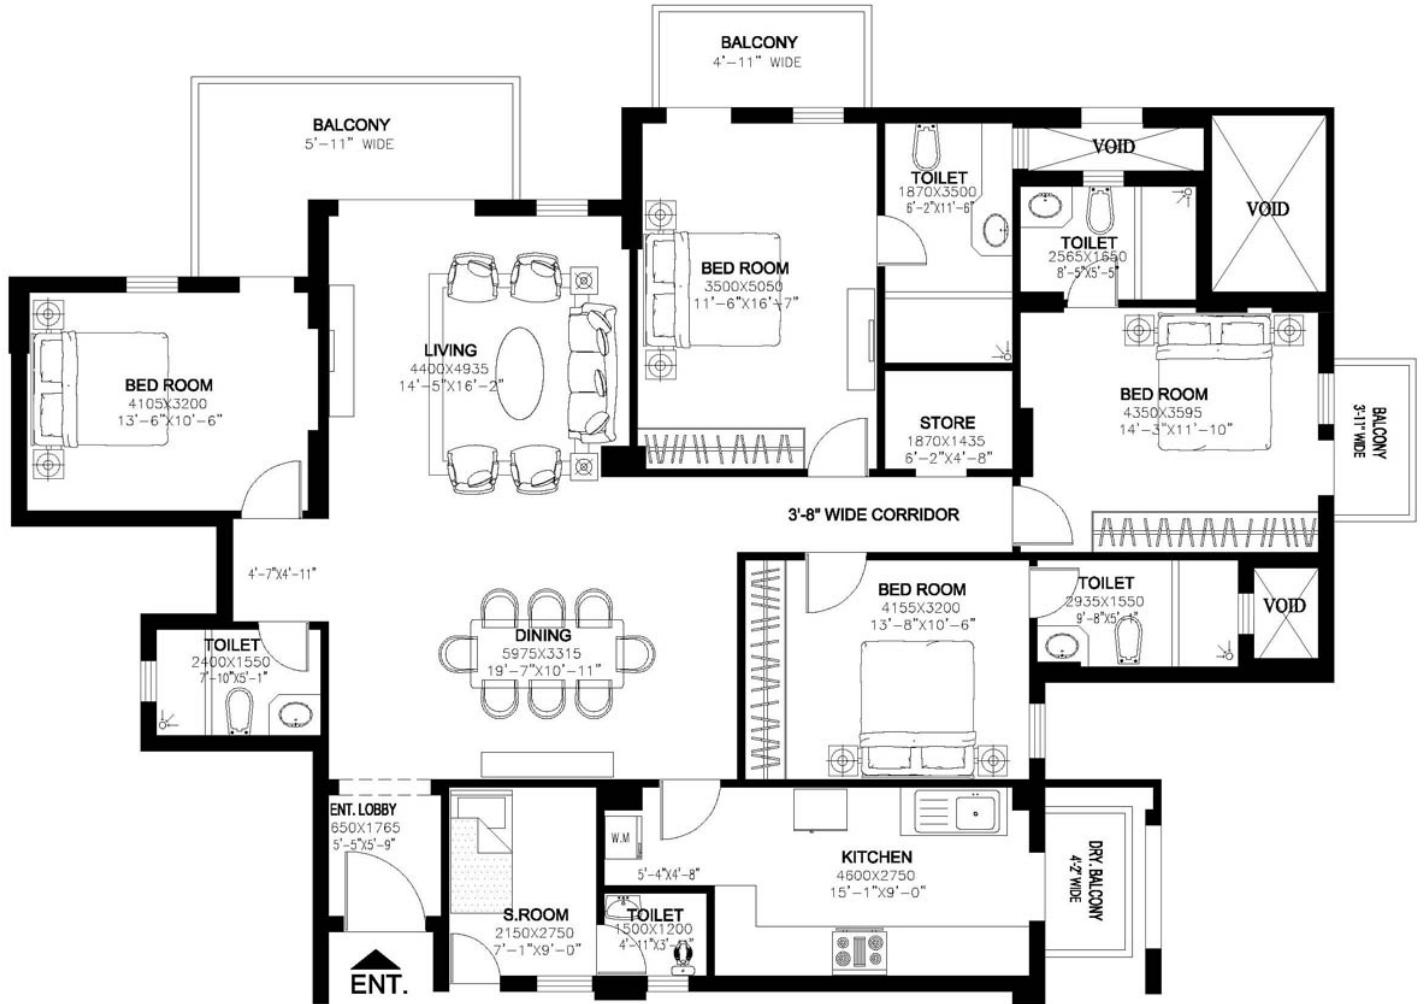 BALCONY
4'-11" WIDE
BALCONY
5'-11" WIDE
VOID
TOILET
1870X3500
6'-2"X11'-6"
VOID
TOILET
2565X1650
8'-5"X5'-5"
BED ROOM
3500X5050
11'-6"X16'-7"
LIVING
4400X4935
14'-5"X16'-2"
BED ROOM
4105X3200
13'-6"X10'-6"
BED ROOM
4350X3595
14'-3"X11'-10"
BALCONY
3'-11" WIDE
STORE
1870X1435
6'-2"X4'-8"
3'-8" WIDE CORRIDOR
4'-7"X4'-11"
BED ROOM
4155X3200
13'-8"X10'-6"
TOILET
2935X1550
9'-8"X5'-1"
VOID
TOILET
2400X1550
7'-10"X5'-1"
DINING
5975X3315
19'-7"X10'-11"
ENT. LOBBY
650X1765
5'-5"X5'-9"
W.M
5'-4"X4'-8"
KITCHEN
4600X2750
15'-1"X9'-0"
DRY. BALCONY
4'-2" WIDE
S.ROOM
2150X2750
7'-1"X9'-0"
TOILET
1500X1200
ENT.